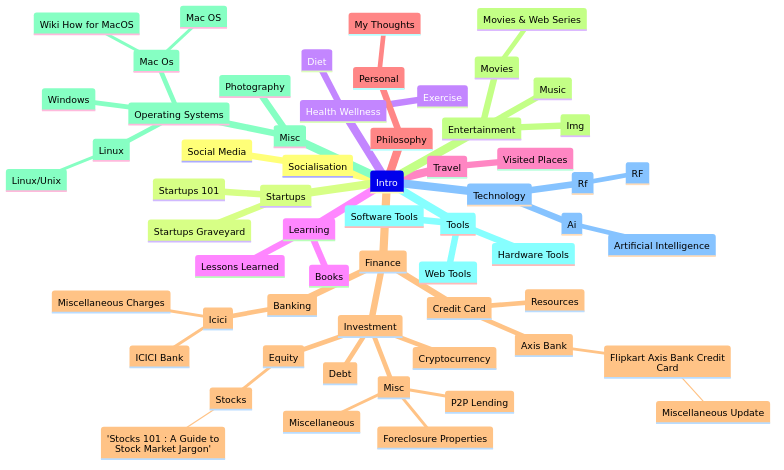 Wiki How for MacOS
Mac OS
My Thoughts
Movies & Web Series
Mac Os
Diet
Personal
Movies
Photography
Windows
Operating Systems
Health Wellness
Exercise
Music
Misc
Entertainment
Img
Linux
Social Media
Philosophy
Socialisation
Travel
Visited Places
Linux/Unix
Intro
Rf
RF
Startups 101
Startups
Technology
Software Tools
Tools
Ai
Startups Graveyard
Learning
Artificial Intelligence
Lessons Learned
Books
Finance
Web Tools
Hardware Tools
Miscellaneous Charges
Banking
Credit Card
Resources
Icici
Investment
Axis Bank
ICICI Bank
Equity
Debt
Cryptocurrency
Flipkart Axis Bank Credit
Card
Misc
Stocks
P2P Lending
Miscellaneous
Miscellaneous Update
'Stocks 101 : A Guide to
Stock Market Jargon'
Foreclosure Properties